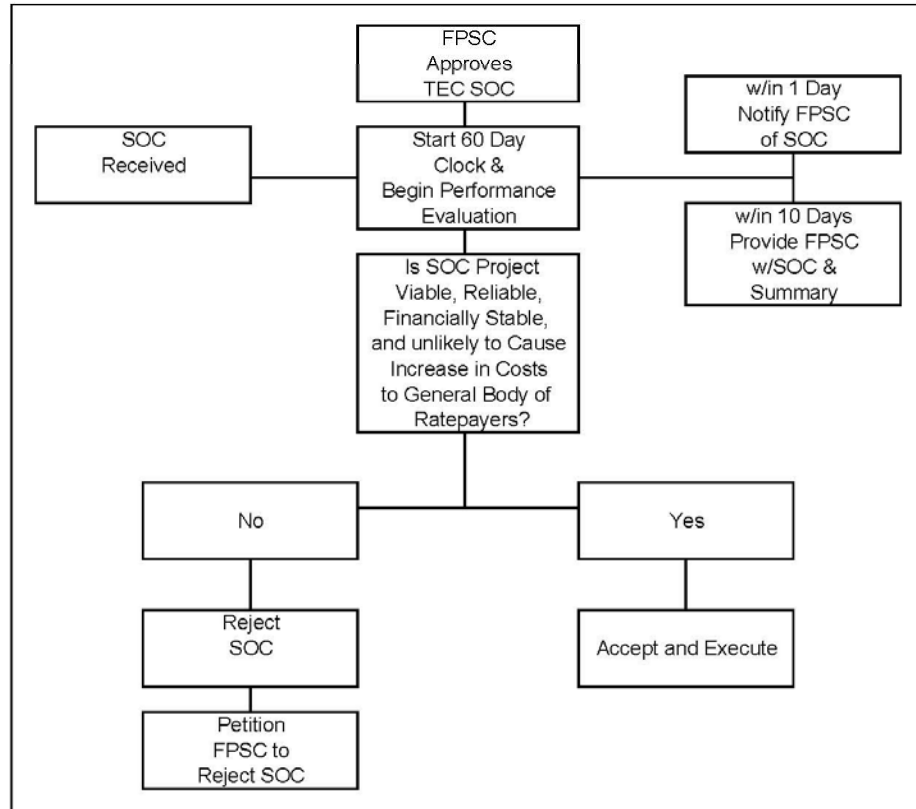 FPSC
Approves
TEC SOC
SOC
Received
Start 60 Day
Clock &
Begin Performance
Evaluation
w/in 1 Day
Notify FPSC
of SOC
w/in 10 Days
Provide FPSC
w/SOC &
Summary
Is SOC Project
Viable, Reliable,
Financially Stable,
and unlikely to Cause
Increase in Costs
to General Body of
Ratepayers?
No
Yes
Reject
SOC
Accept and Execute
Petition
FPSC to
Reject SOC